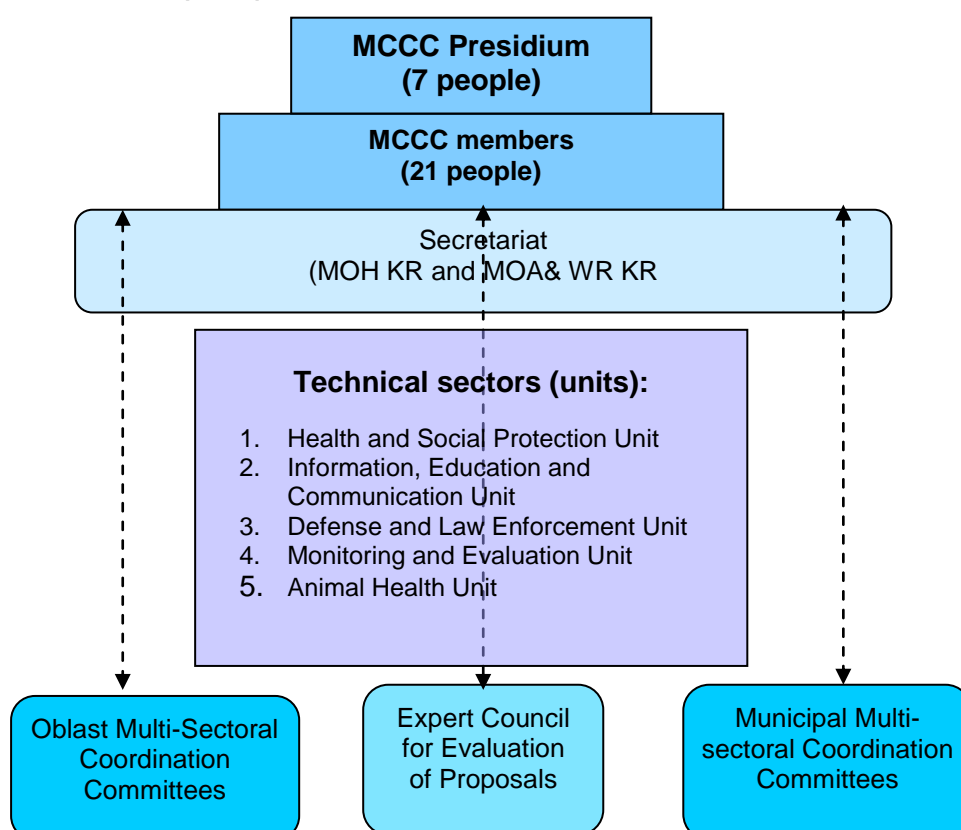 MCCC Presidium
(7 people)
MCCC members
(21 people)
Secretariat
(MOH KR and MOA& WR KR
Technical sectors (units):
1. Health and Social Protection Unit
2. Information, Education and
Communication Unit
3. Defense and Law Enforcement Unit
4. Monitoring and Evaluation Unit
5. Animal Health Unit
Oblast Multi-Sectoral
Coordination
Committees
Expert Council
for Evaluation
of Proposals
Municipal Multi-
sectoral Coordination
Committees